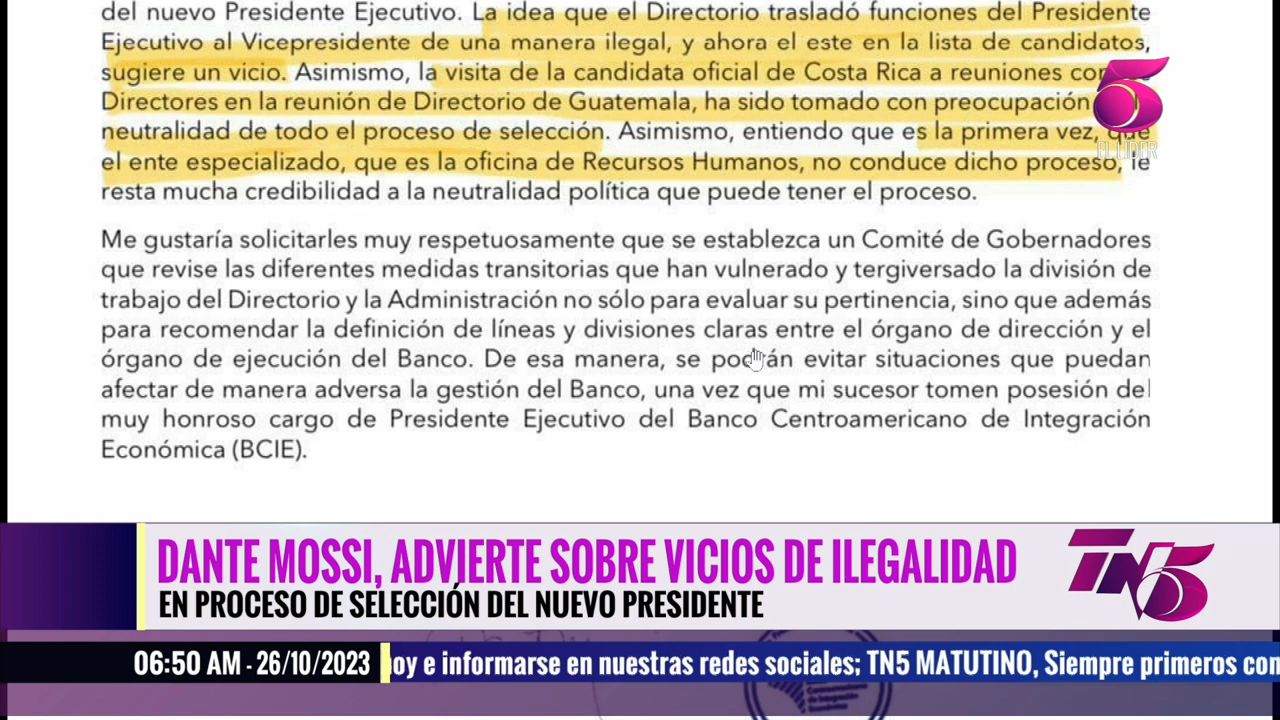 del nuevo Presidente Ejecutivo. La idea que el Directorio trasladó funciones del Presidente
Ejecutivo al Vicepresidente de una manera ilegal, y ahora el este en la lista de candidatos,
sugiere un vicio. Asimismo, la visita de la candidata oficial de Costa Rica a reuniones con
Directores en la reunión de Directorio de Guatemala, ha sido tomado con preocupación
neutralidad de todo el proceso de selección. Asimismo, entiendo que es la primera vez, que
el ente especializado, que es la oficina de Recursos Humanos, no conduce dicho proceso, le
resta mucha credibilidad a la neutralidad política que puede tener el proceso.
Me gustaría solicitarles muy respetuosamente que se establezca un Comité de Gobernadores
que revise las diferentes medidas transitorias que han vulnerado y tergiversado la división de
trabajo del Directorio y la Administración no sólo para evaluar su pertinencia, sino que además
para recomendar la definición de líneas y divisiones claras entre el órgano de dirección y el
órgano de ejecución del Banco. De esa manera, se podrán evitar situaciones que puedan
afectar de manera adversa la gestión del Banco, una vez que mi sucesor tomen posesión del
muy honroso cargo de Presidente Ejecutivo del Banco Centroamericano de Integración
Económica (BCIE).
5
EL LÍDER
DANTE MOSSI, ADVIERTE SOBRE VICIOS DE ILEGALIDAD
EN PROCESO DE SELECCIÓN DEL NUEVO PRESIDENTE
TN5
06:50 AM - 26/10/2023
oy e informarse en nuestras redes sociales; TN5 MATUTINO, Siempre primeros con
Centroamericano
de Integración
Económica